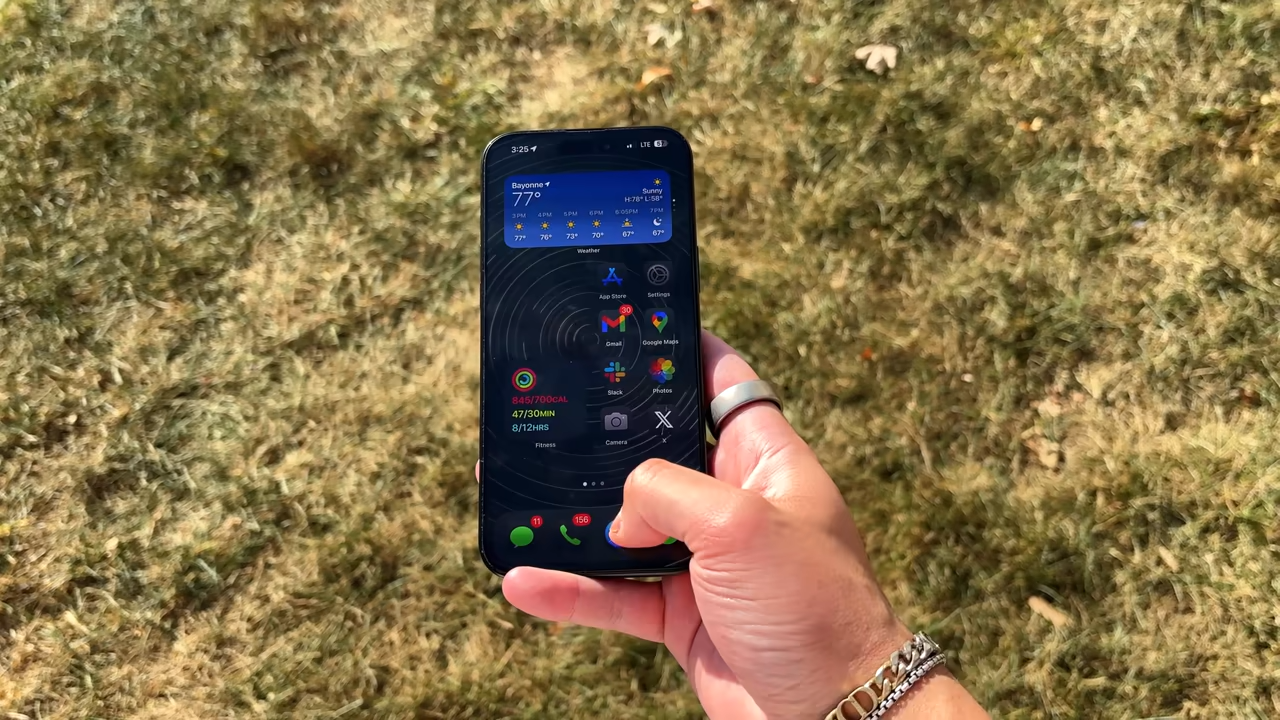 3:25 LTE
Bayonne
77° Sunny
H:78° L:58°
3PM 4PM 5PM 6PM 6:05PM 7PM
77° 76° 73° 70° 67° 67°
Weather
App Store Settings
30
Gmail Google Maps
Slack Photos
845/700CAL
47/30MIN
8/12HRS
Camera X
Fitness
11 156